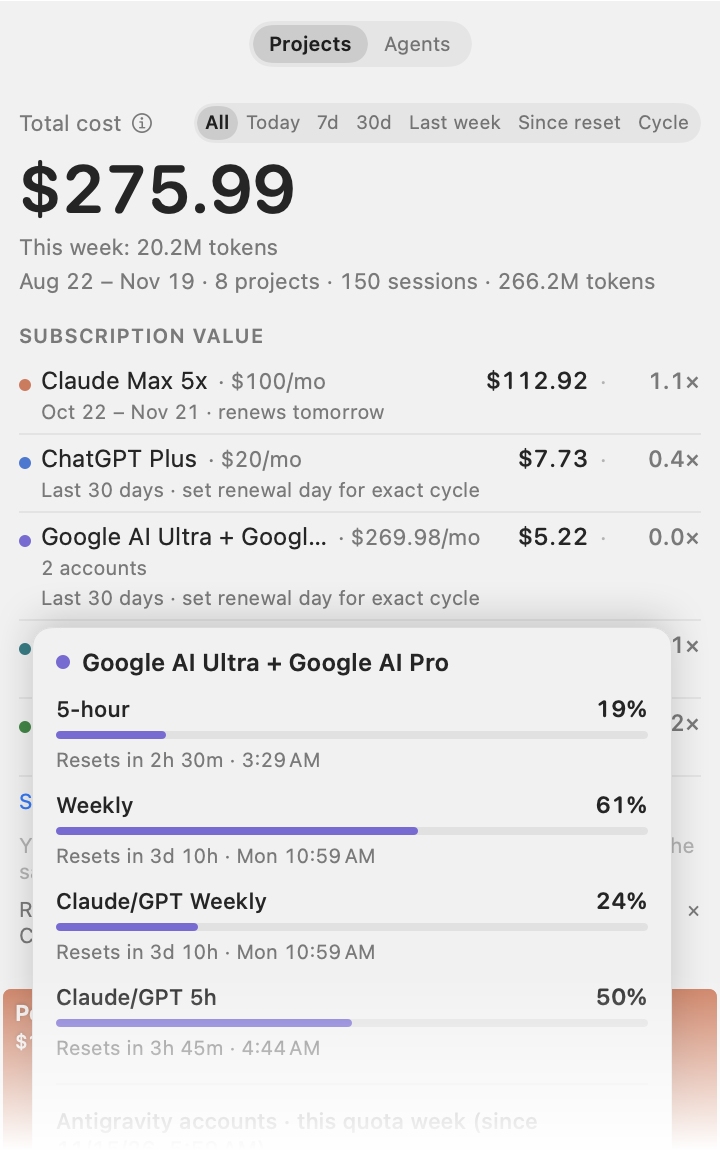 Projects Agents
Total cost All Today 7d 30d Last week Since reset Cycle
$275.99
This week: 20.2M tokens
Aug 22 – Nov 19 · 8 projects · 150 sessions · 266.2M tokens
SUBSCRIPTION VALUE
Claude Max 5x · $100/mo $112.92 · 1.1×
Oct 22 – Nov 21 · renews tomorrow
ChatGPT Plus · $20/mo $7.73 · 0.4×
Last 30 days · set renewal day for exact cycle
Google AI Ultra + Googl... · $269.98/mo $5.22 · 0.0×
2 accounts
Last 30 days · set renewal day for exact cycle
1×
Google AI Ultra + Google AI Pro
5-hour 19%
2×
Resets in 2h 30m · 3:29 AM
Weekly 61%
Resets in 3d 10h · Mon 10:59 AM
Claude/GPT Weekly 24%
×
Resets in 3d 10h · Mon 10:59 AM
Claude/GPT 5h 50%
Resets in 3h 45m · 4:44 AM
Antigravity accounts · this quota week (since